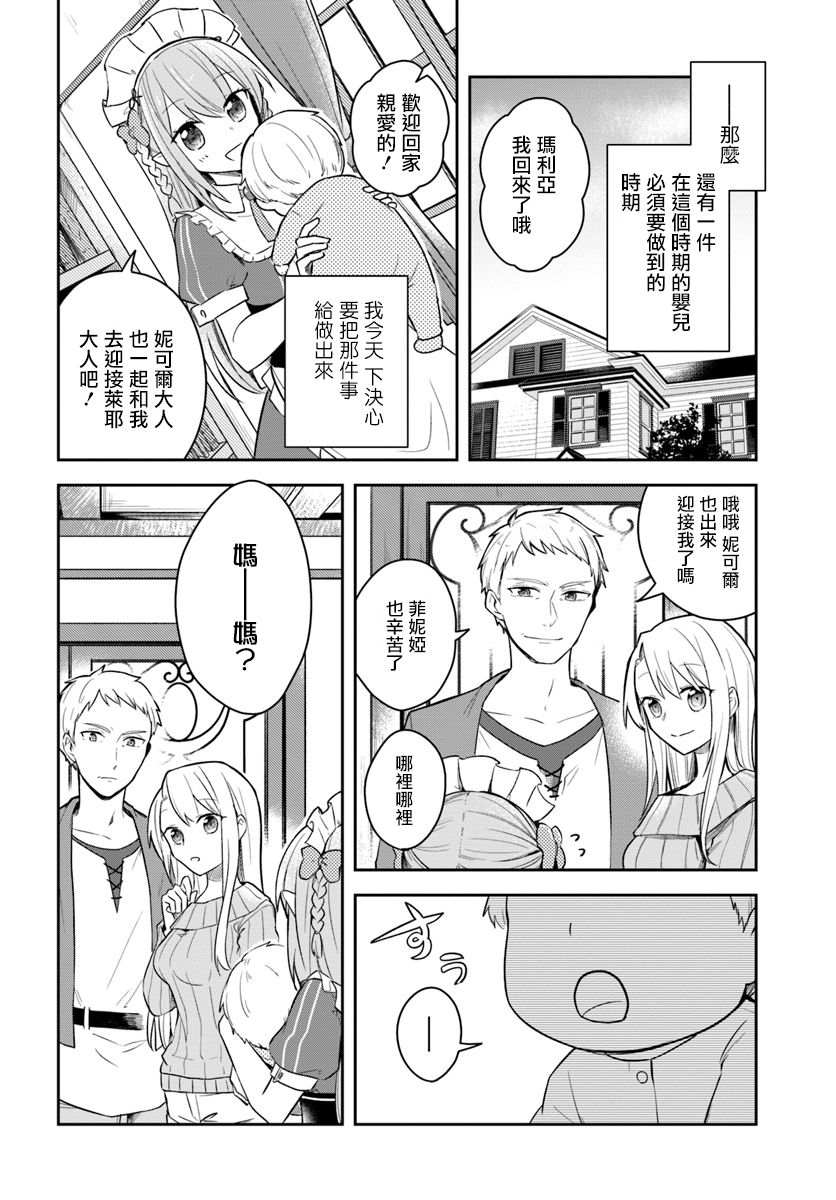 ──那麼
還有一件
在這個時期的嬰兒
必須要做到的
時期
瑪利亞
我回來了哦
歡迎回家
親愛的！
我今天 下決心
要把那件事
給做出來
妮可爾大人
也一起和我
去迎接萊耶
大人吧！
哦哦 妮可爾
也出來
迎接我了嗎
菲妮婭
也辛苦了
哪裡哪裡
すぅ
─
媽─媽？